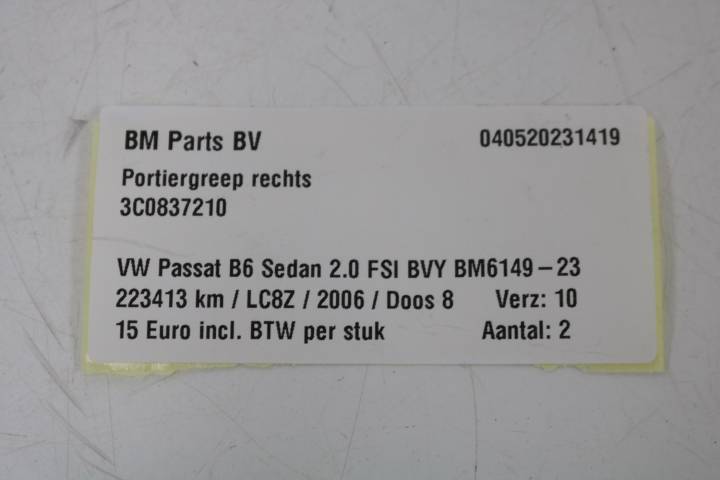 BM Parts BV 040520231419
Portiergreep rechts
3C0837210
VW Passat B6 Sedan 2.0 FSI BVY BM6149-23
223413 km / LC8Z / 2006 / Doos 8 Verz: 10
15 Euro incl. BTW per stuk Aantal: 2